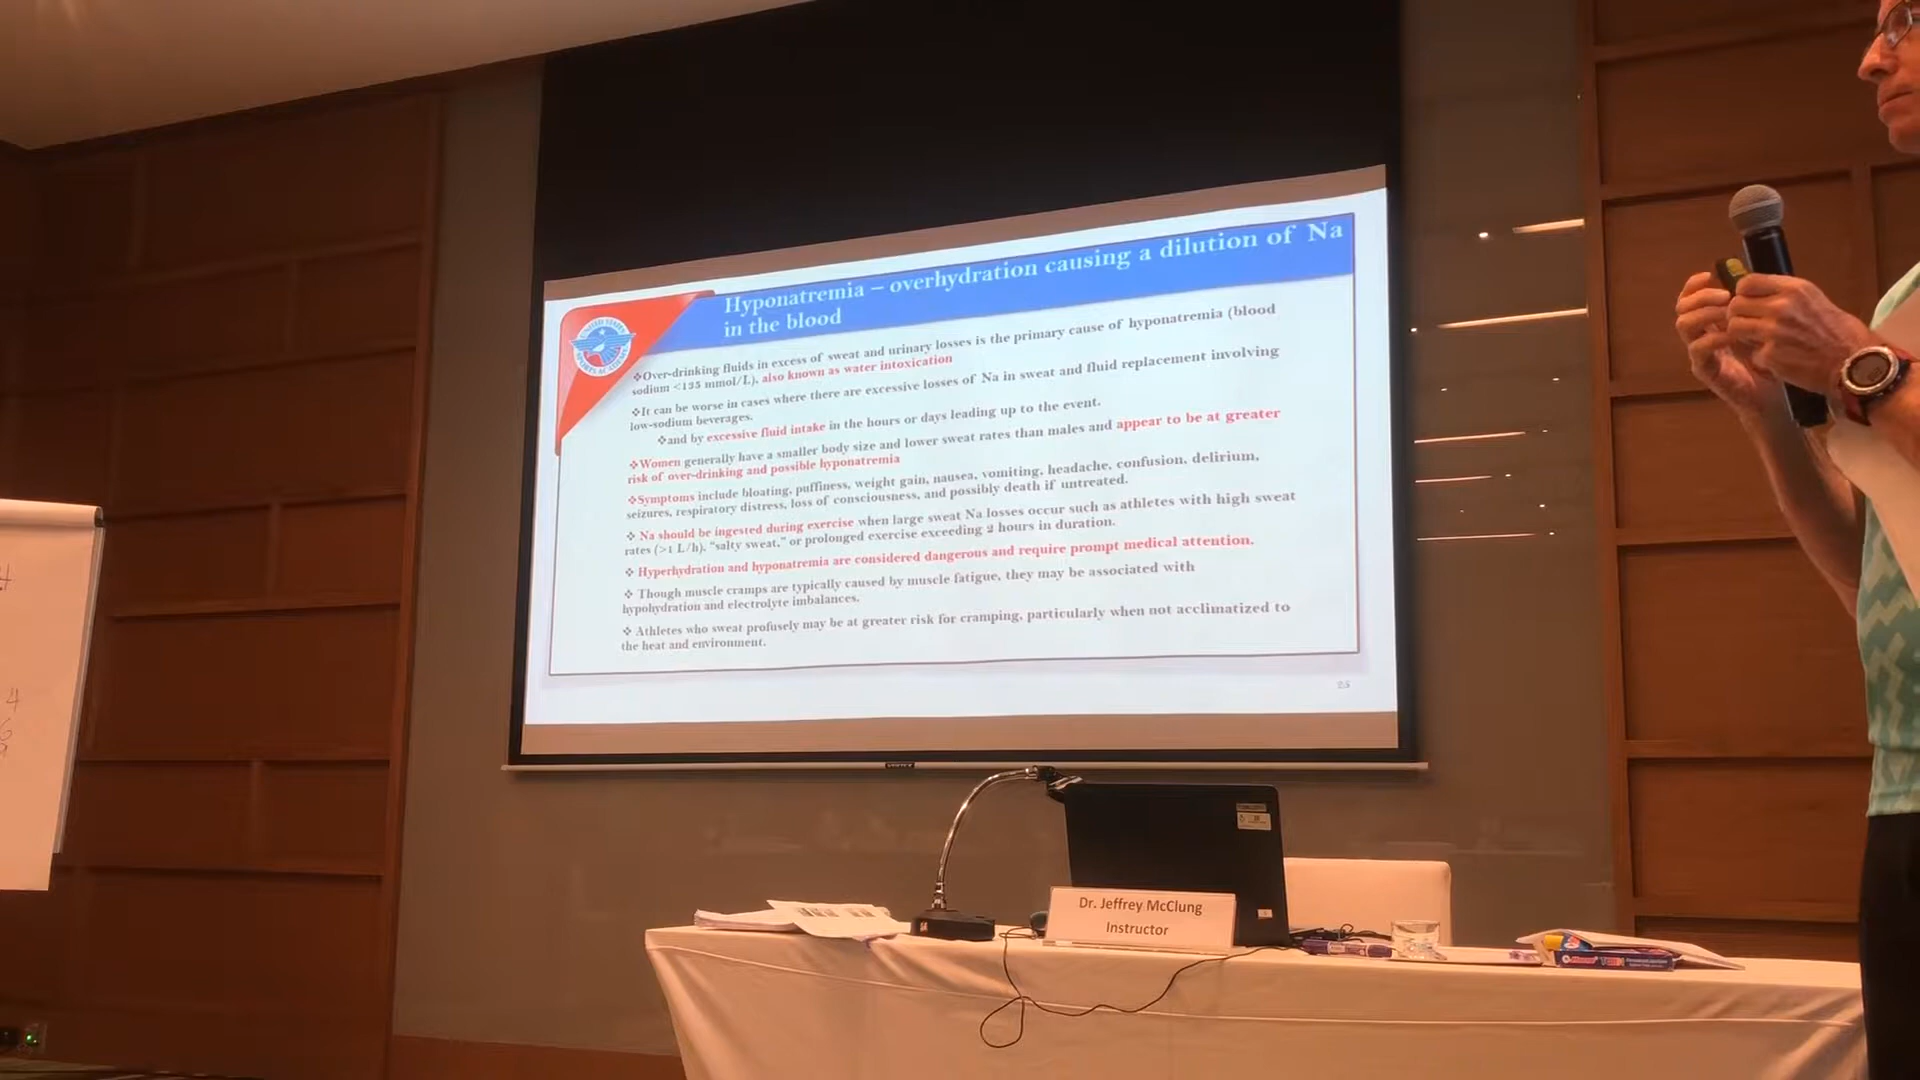 Hyponatremia – overhydration causing a dilution of Na
in the blood
UNITED STATES
SPORTS ACADEMY
❖Over-drinking fluids in excess of sweat and urinary losses is the primary cause of hyponatremia (blood
sodium <135 mmol/L), also known as water intoxication
❖It can be worse in cases where there are excessive losses of Na in sweat and fluid replacement involving
low-sodium beverages.
❖and by excessive fluid intake in the hours or days leading up to the event.
❖Women generally have a smaller body size and lower sweat rates than males and appear to be at greater
risk of over-drinking and possible hyponatremia
❖Symptoms include bloating, puffiness, weight gain, nausea, vomiting, headache, confusion, delirium,
seizures, respiratory distress, loss of consciousness, and possibly death if untreated.
❖ Na should be ingested during exercise when large sweat Na losses occur such as athletes with high sweat
rates (>1 L/h), "salty sweat," or prolonged exercise exceeding 2 hours in duration.
❖ Hyperhydration and hyponatremia are considered dangerous and require prompt medical attention.
❖ Though muscle cramps are typically caused by muscle fatigue, they may be associated with
hypohydration and electrolyte imbalances.
❖ Athletes who sweat profusely may be at greater risk for cramping, particularly when not acclimatized to
the heat and environment.
25
4
6
Dr. Jeffrey McClung
Instructor